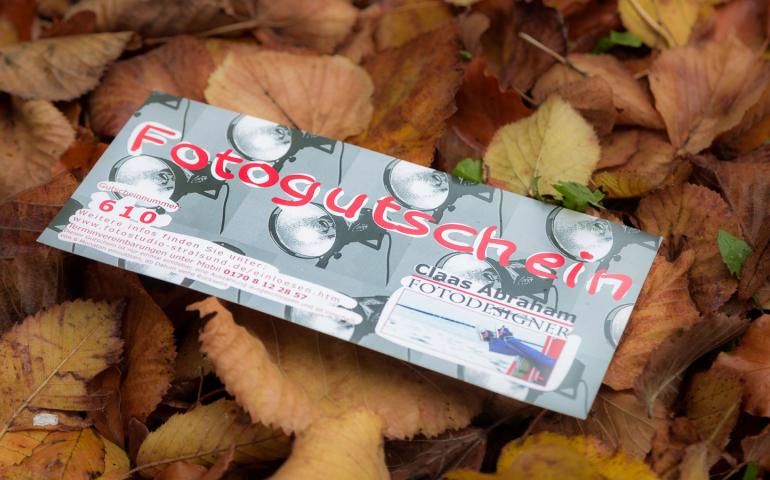 Fotogutschein
Gutscheinnummer
610
Weitere infos finden Sie unter:
www.fotostudio-stralsund.de/einloesen.htm
Terminvereinbarungen unter Mobil 0170 8 12 28 57
Claas Abraham
FOTODESIGNER